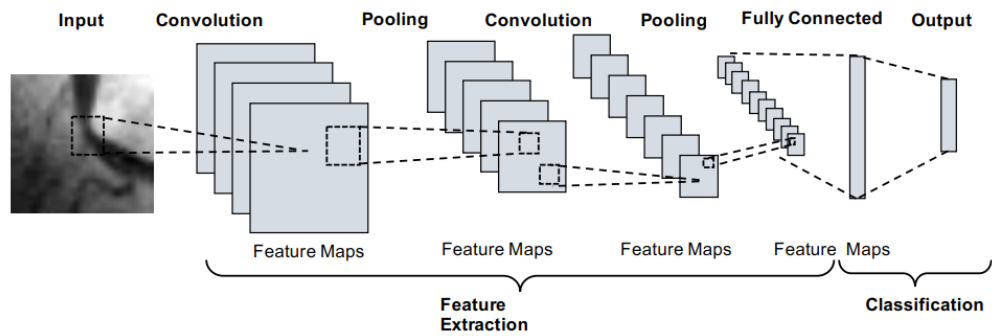 Input Convolution Pooling Convolution Pooling Fully Connected Output
Feature Maps Feature Maps Feature Maps Feature Maps
Feature
Extraction
Classification